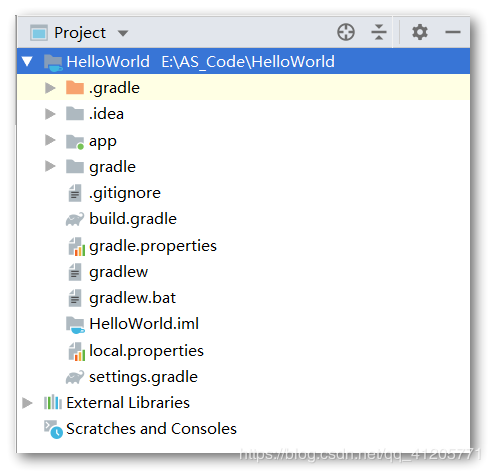 Project
HelloWorld E:\AS_Code\HelloWorld
.gradle
.idea
app
gradle
.gitignore
build.gradle
gradle.properties
gradlew
gradlew.bat
HelloWorld.iml
local.properties
settings.gradle
External Libraries
Scratches and Consoles
https://blog.csdn.net/qq_41205771